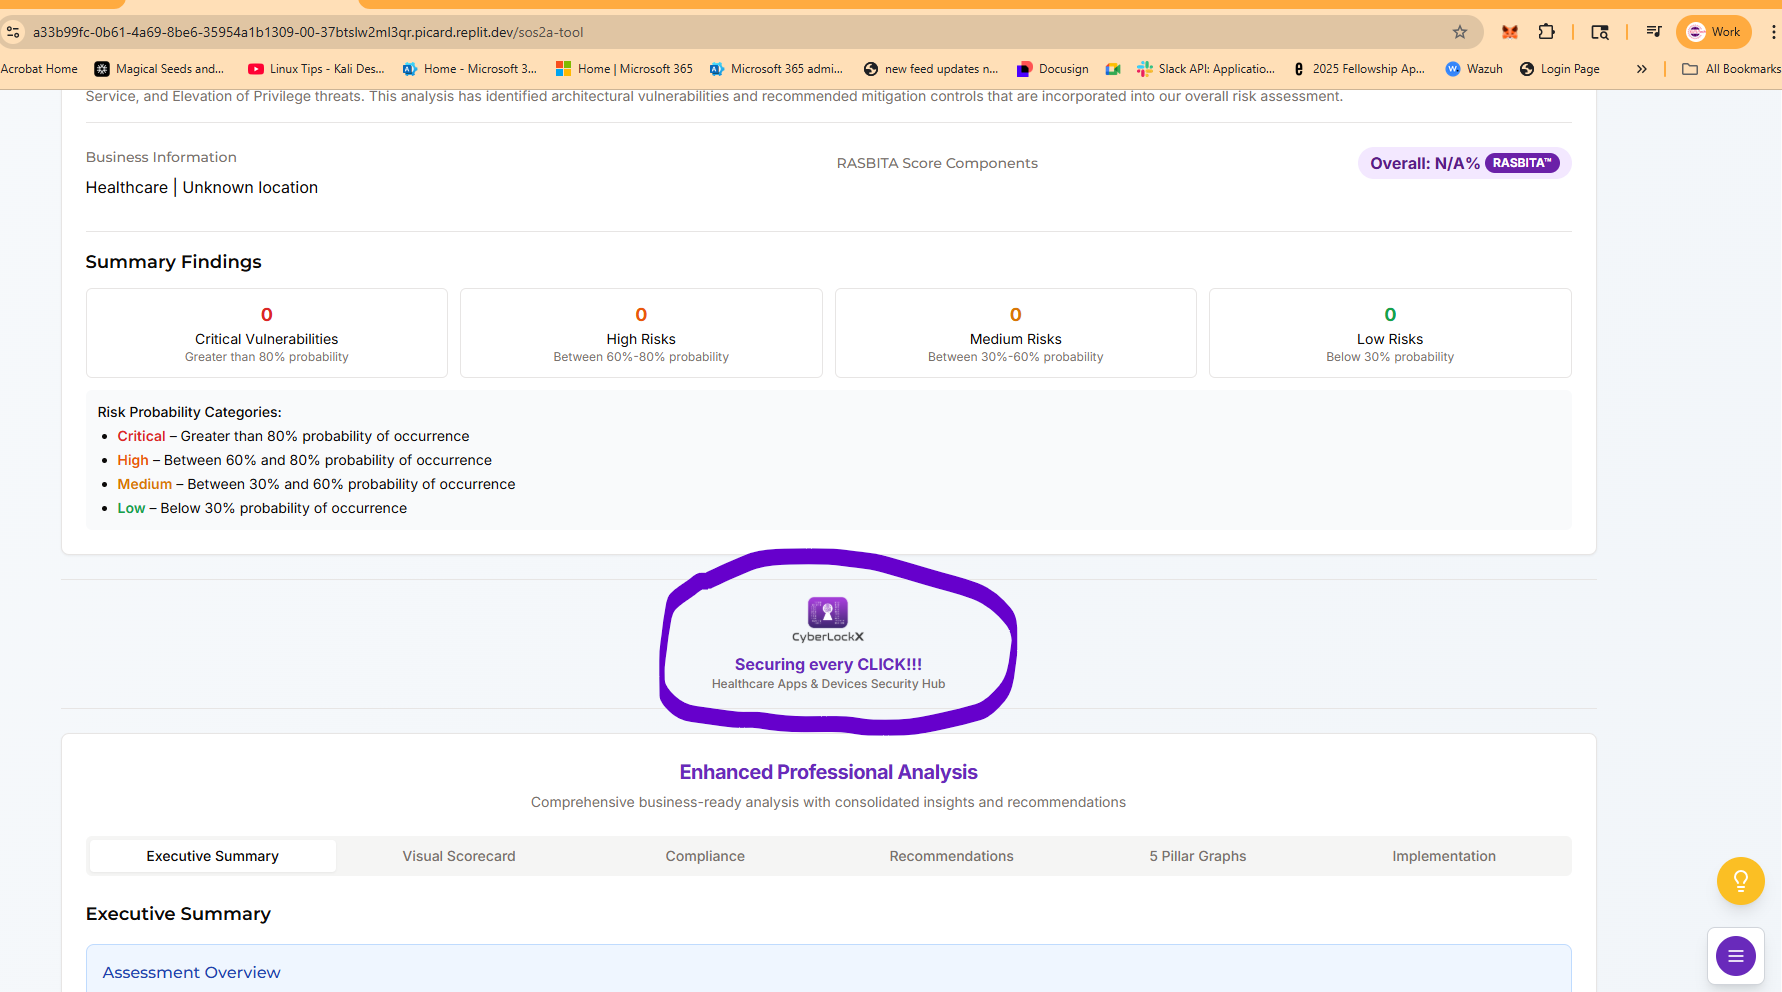 a33b99fc-0b61-4a69-8be6-35954a1b1309-00-37btslw2ml3qr.picard.replit.dev/sos2a-tool
Work
Acrobat Home
Magical Seeds and...
Linux Tips - Kali Des...
Home - Microsoft 3...
Home | Microsoft 365
Microsoft 365 admi...
new feed updates n...
Docusign
Slack API: Applicatio...
2025 Fellowship Ap...
Wazuh
Login Page
All Bookmarks
Service, and Elevation of Privilege threats. This analysis has identified architectural vulnerabilities and recommended mitigation controls that are incorporated into our overall risk assessment.
Business Information
Healthcare | Unknown location
RASBITA Score Components
Overall: N/A% RASBITA™
Summary Findings
0
Critical Vulnerabilities
Greater than 80% probability
0
High Risks
Between 60%-80% probability
0
Medium Risks
Between 30%-60% probability
0
Low Risks
Below 30% probability
Risk Probability Categories:
• Critical – Greater than 80% probability of occurrence
• High – Between 60% and 80% probability of occurrence
• Medium – Between 30% and 60% probability of occurrence
• Low – Below 30% probability of occurrence
CyberLockX
Securing every CLICK!!!
Healthcare Apps & Devices Security Hub
Enhanced Professional Analysis
Comprehensive business-ready analysis with consolidated insights and recommendations
Executive Summary
Visual Scorecard
Compliance
Recommendations
5 Pillar Graphs
Implementation
Executive Summary
Assessment Overview